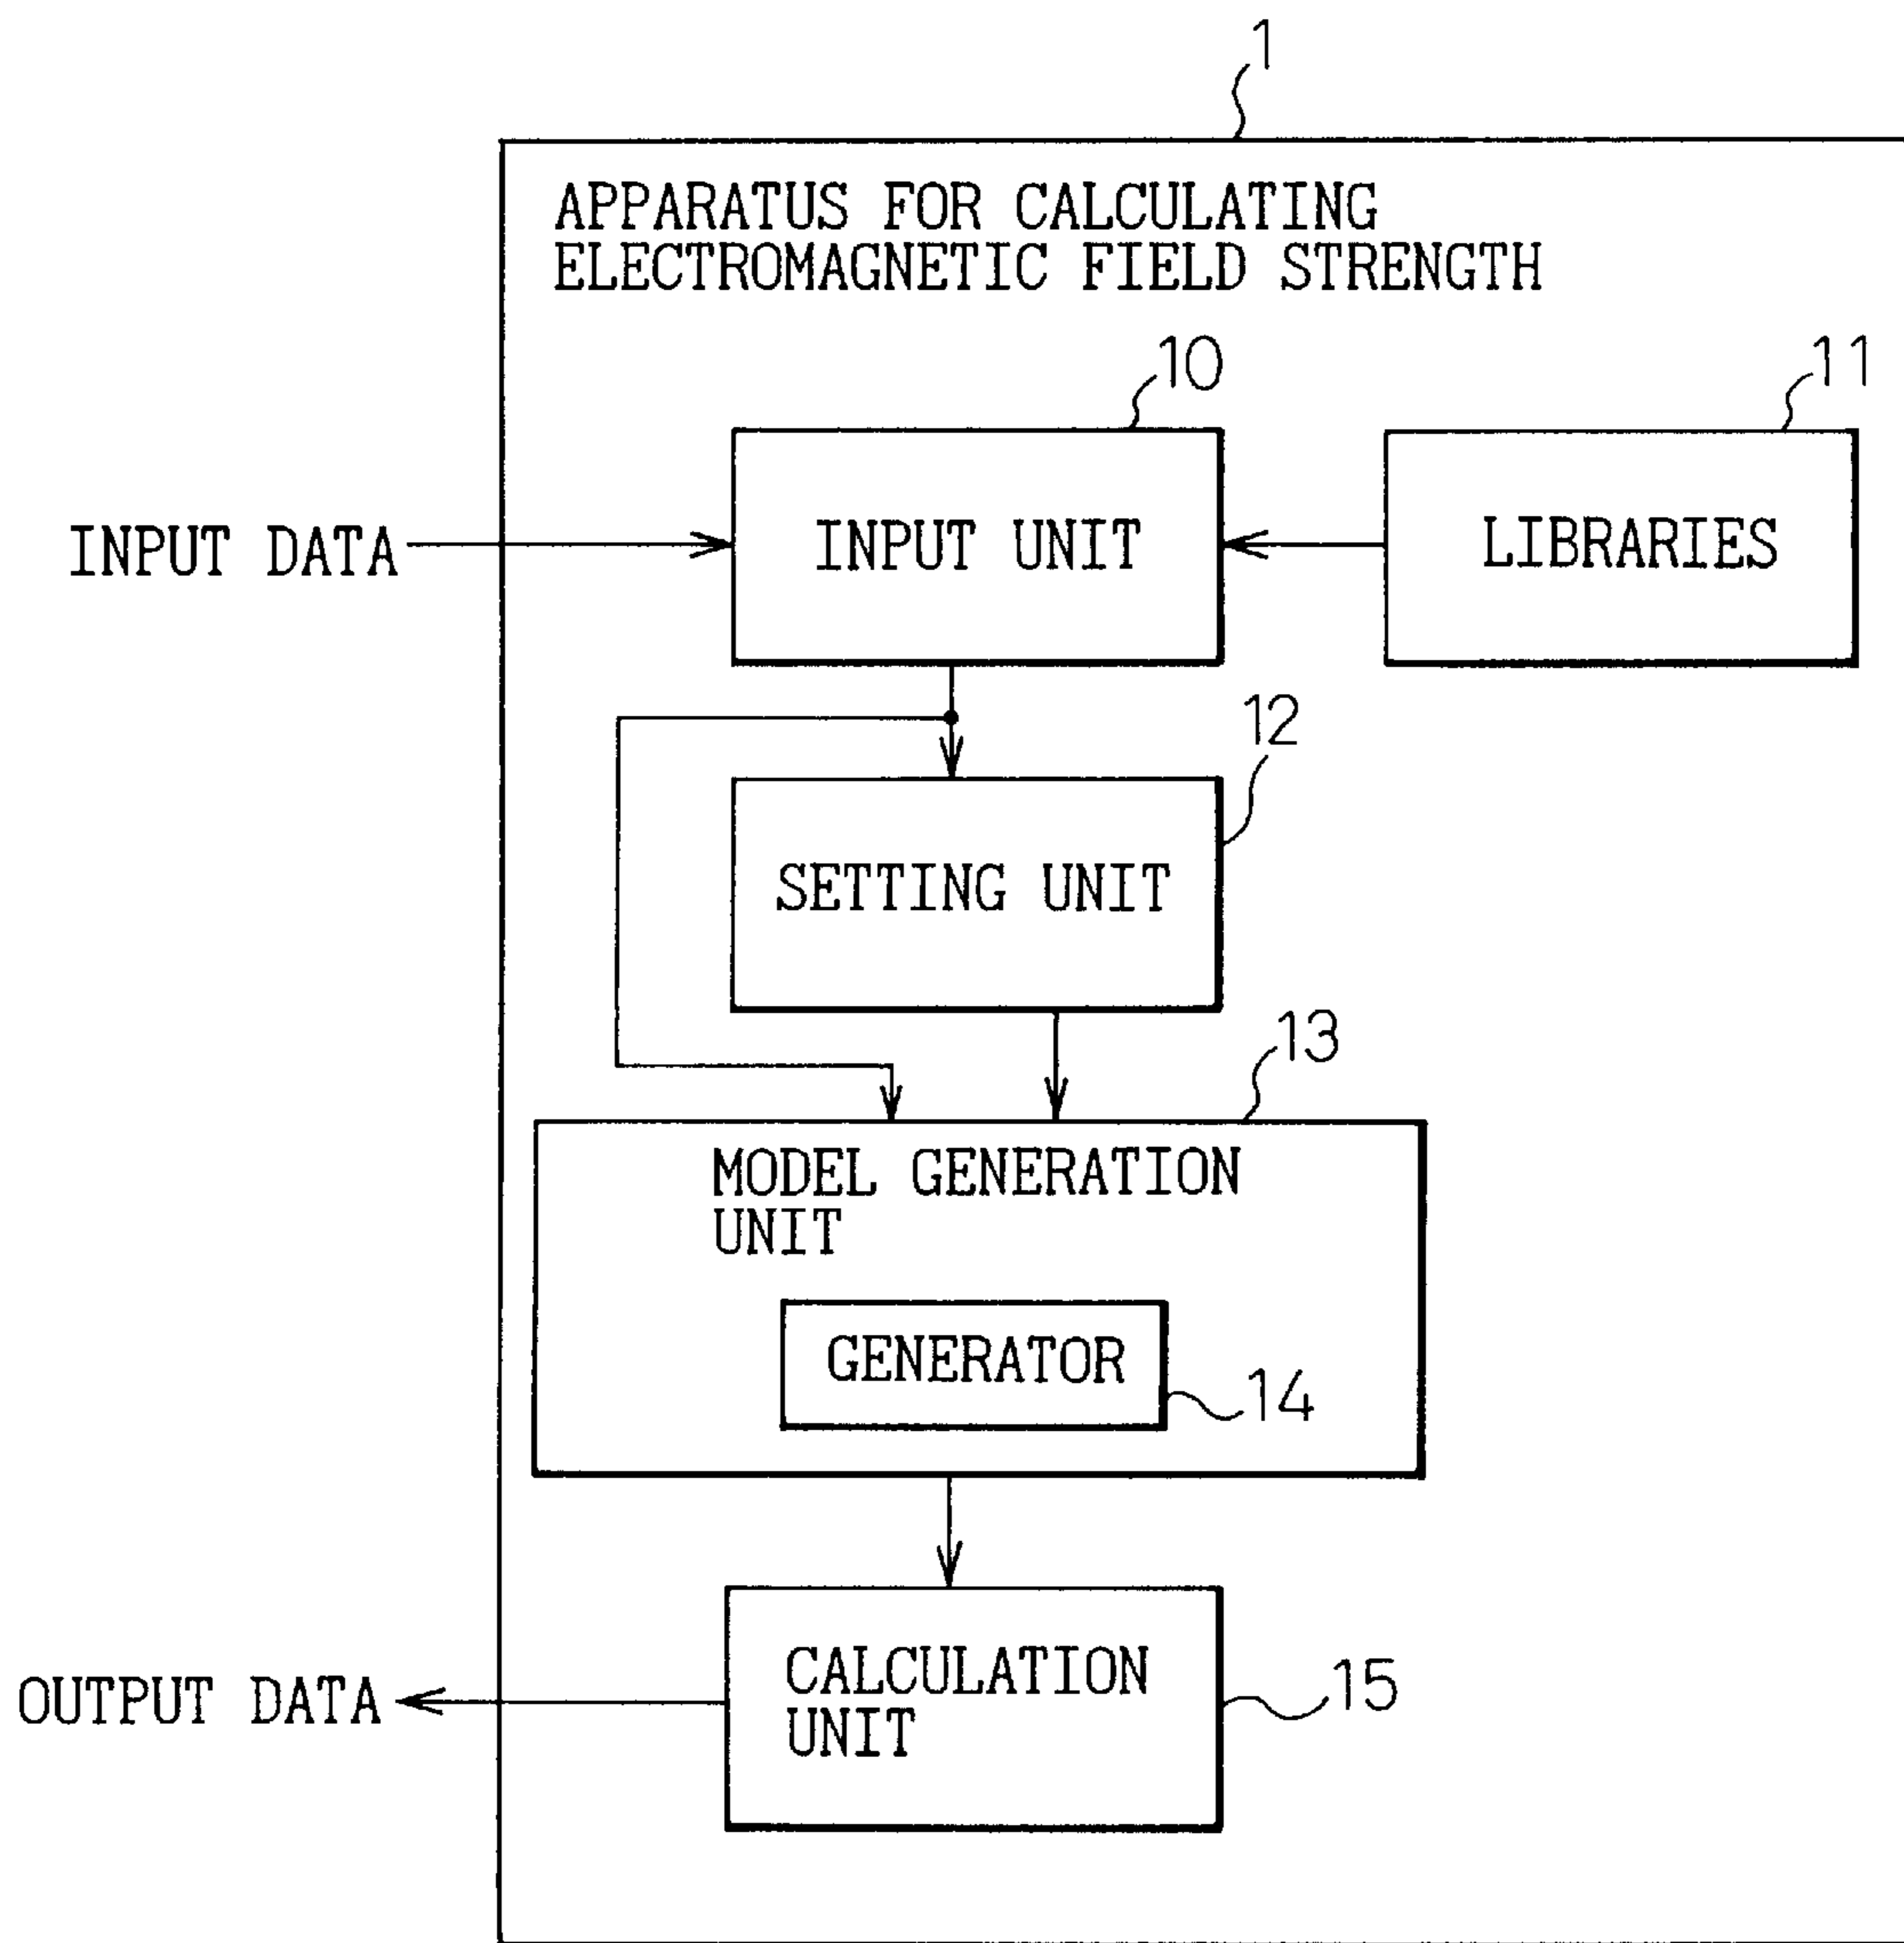 1
APPARATUS FOR CALCULATING
ELECTROMAGNETIC FIELD STRENGTH
10
11
INPUT DATA
INPUT UNIT
LIBRARIES
12
SETTING UNIT
13
MODEL GENERATION
UNIT
GENERATOR
14
CALCULATION
UNIT
15
OUTPUT DATA